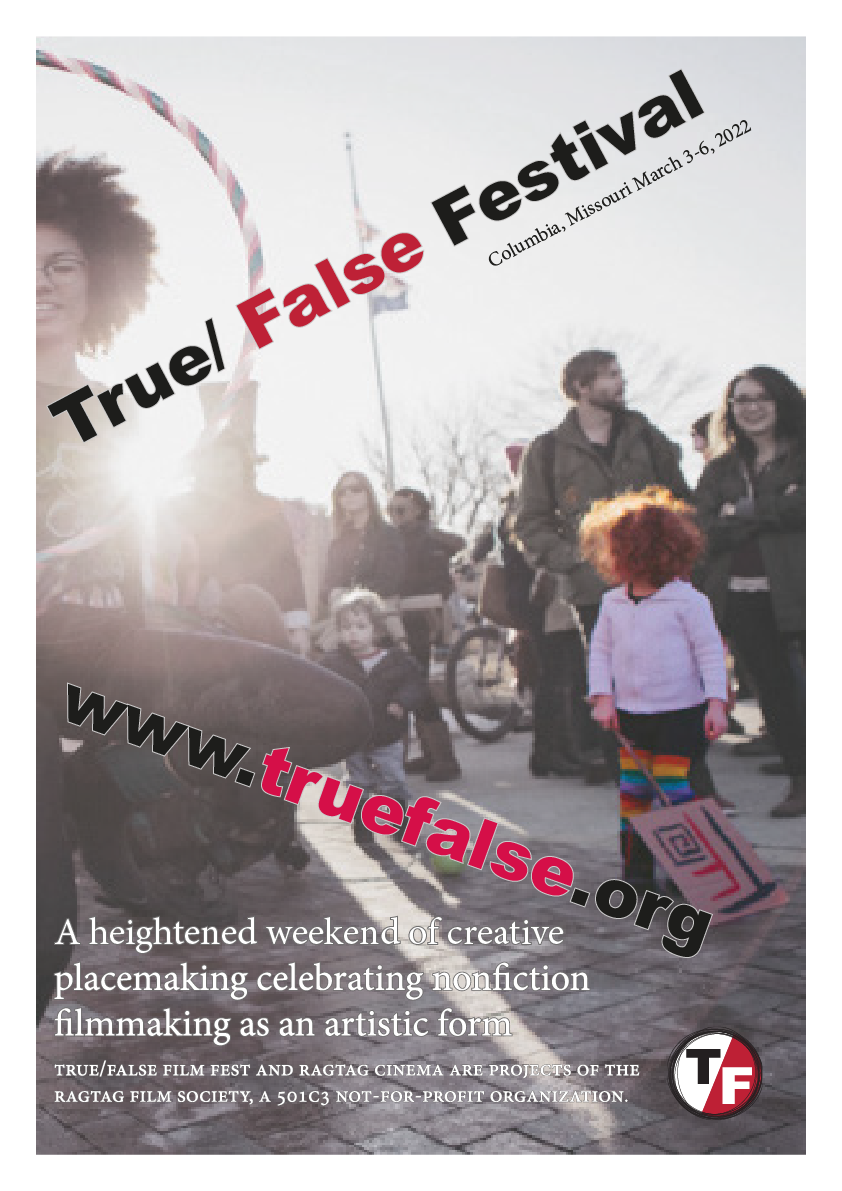 True/ False Festival
Columbia, Missouri March 3-6, 2022
www.truefalse.org
A heightened weekend of creative
placemaking celebrating nonfiction
filmmaking as an artistic form
TRUE/FALSE FILM FEST AND RAGTAG CINEMA ARE PROJECTS OF THE
RAGTAG FILM SOCIETY, A 501C3 NOT-FOR-PROFIT ORGANIZATION.
T/F